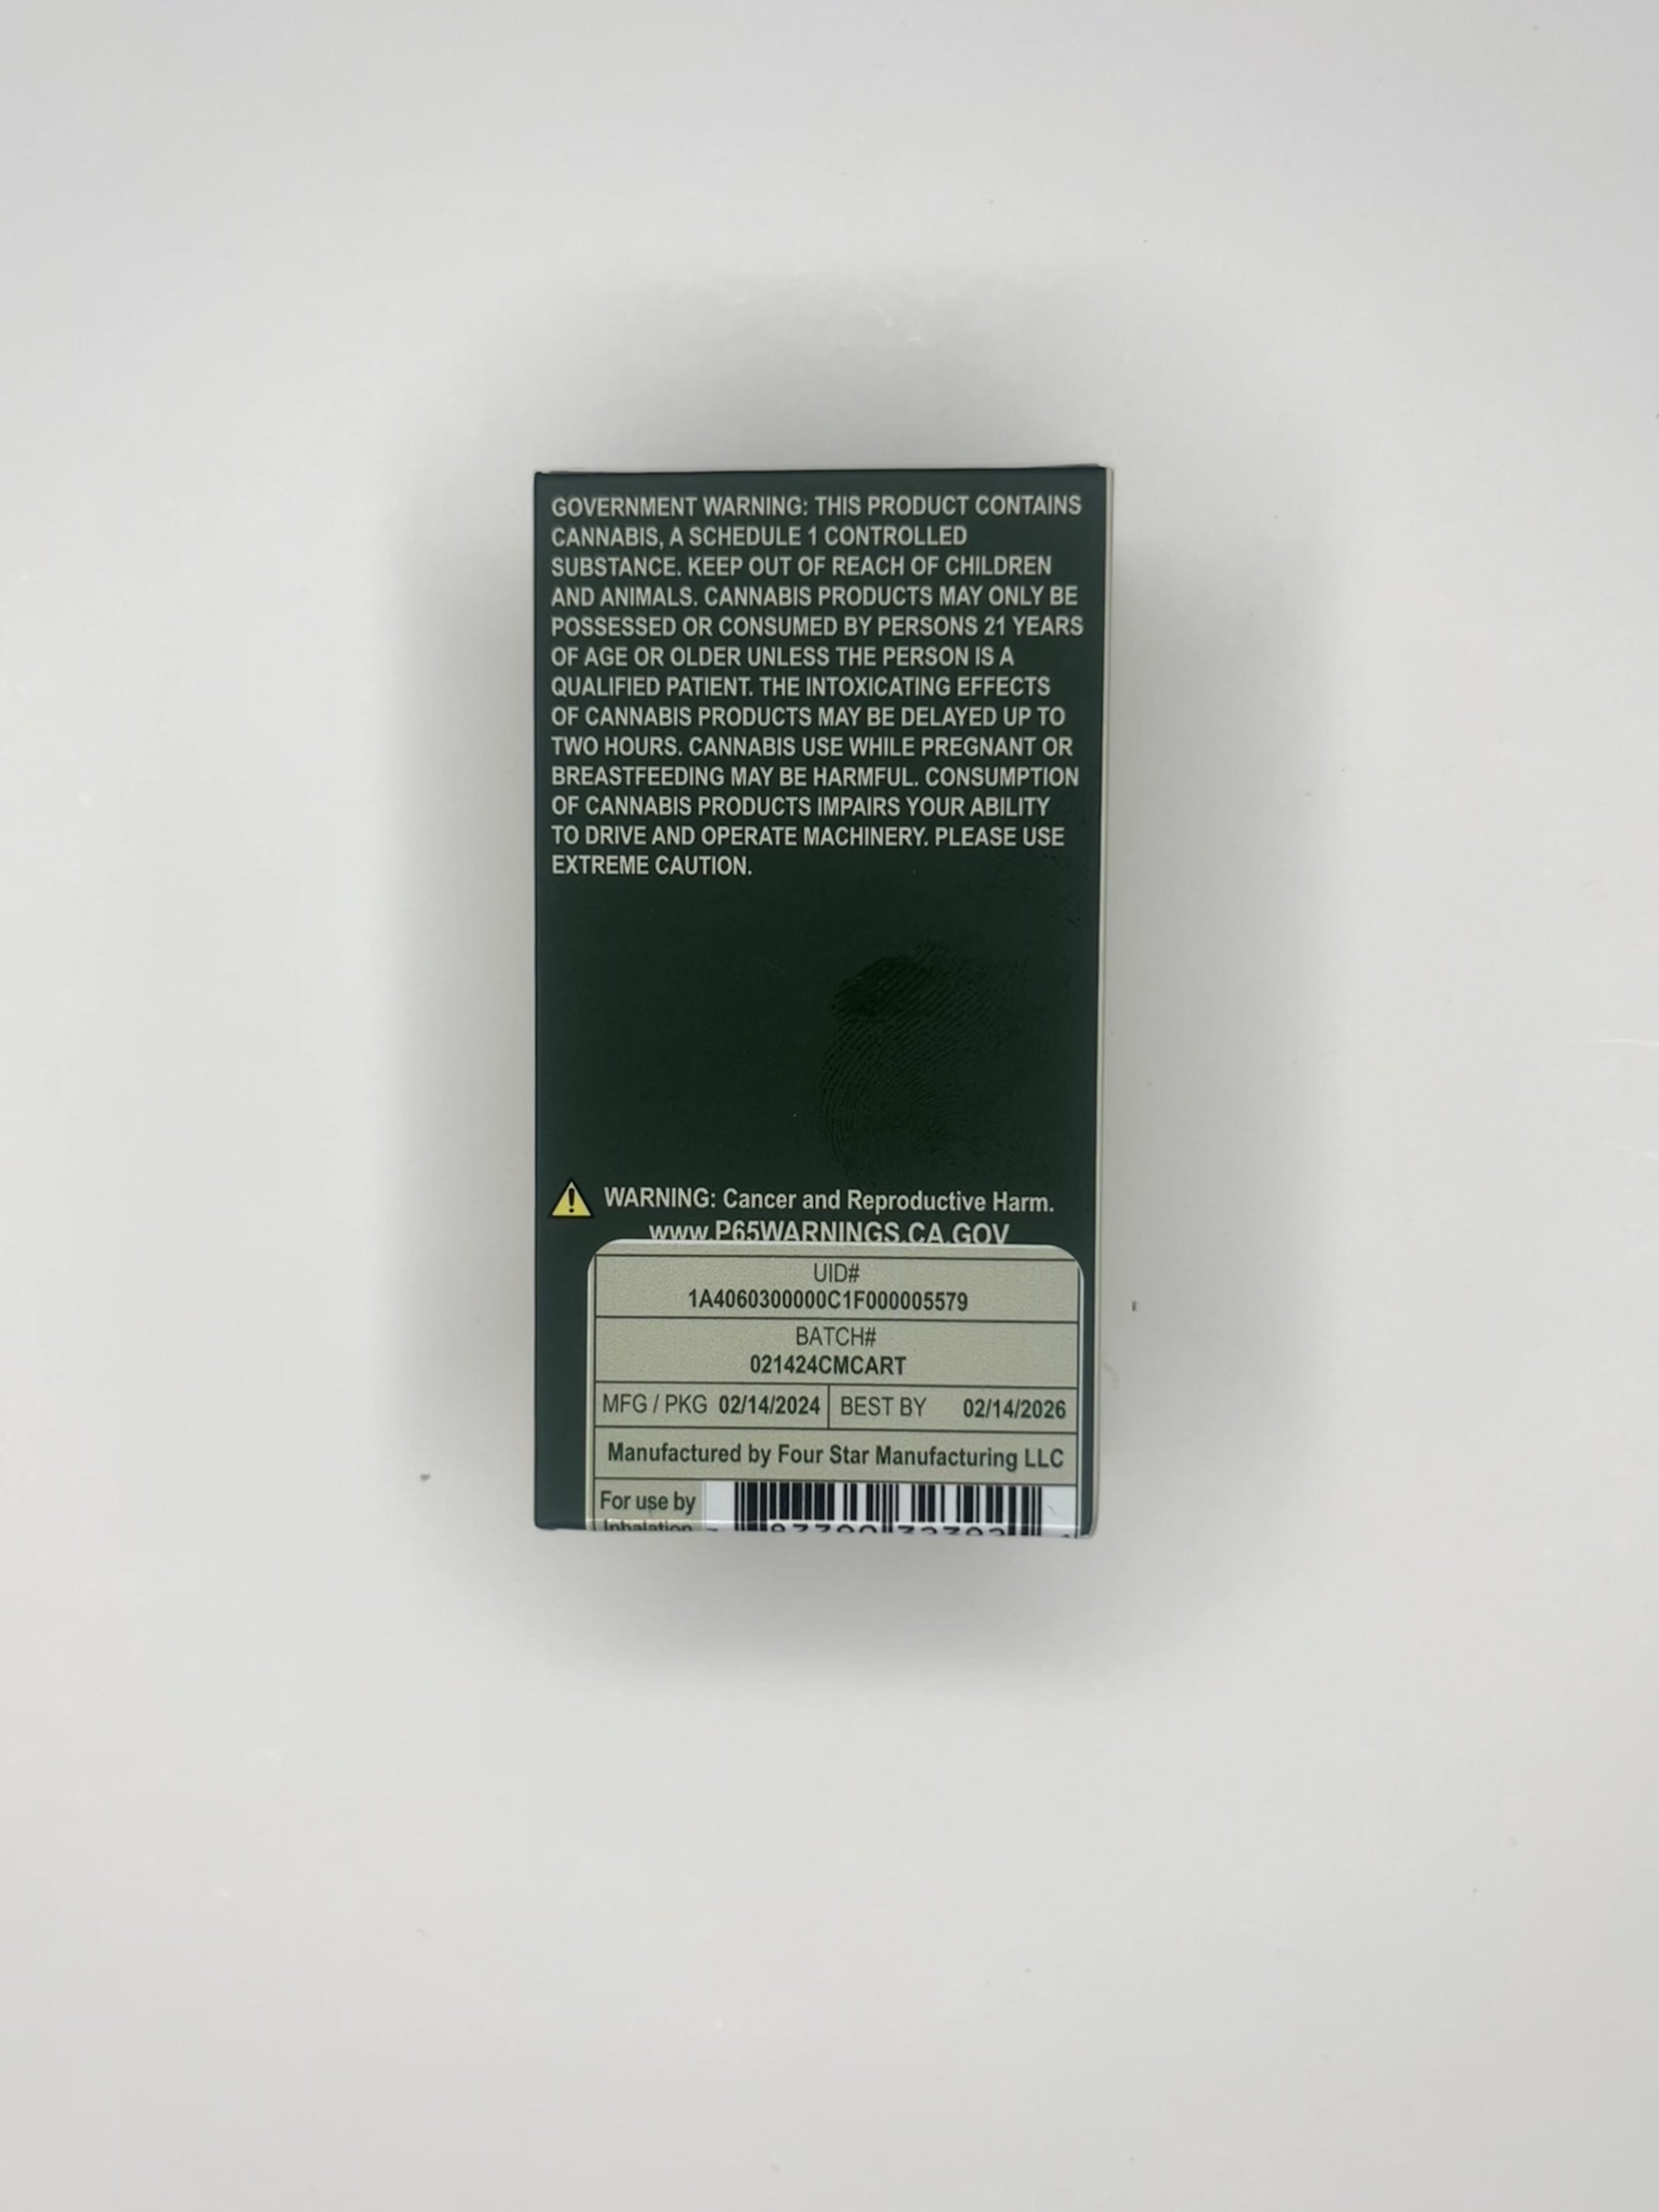 GOVERNMENT WARNING: THIS PRODUCT CONTAINS
CANNABIS, A SCHEDULE 1 CONTROLLED
SUBSTANCE. KEEP OUT OF REACH OF CHILDREN
AND ANIMALS. CANNABIS PRODUCTS MAY ONLY BE
POSSESSED OR CONSUMED BY PERSONS 21 YEARS
OF AGE OR OLDER UNLESS THE PERSON IS A
QUALIFIED PATIENT. THE INTOXICATING EFFECTS
OF CANNABIS PRODUCTS MAY BE DELAYED UP TO
TWO HOURS. CANNABIS USE WHILE PREGNANT OR
BREASTFEEDING MAY BE HARMFUL. CONSUMPTION
OF CANNABIS PRODUCTS IMPAIRS YOUR ABILITY
TO DRIVE AND OPERATE MACHINERY. PLEASE USE
EXTREME CAUTION.
WARNING: Cancer and Reproductive Harm.
www.P65WARNINGS.CA.GOV
UID#
1A4060300000C1F000005579
BATCH#
021424CMCART
MFG / PKG 02/14/2024 BEST BY 02/14/2026
Manufactured by Four Star Manufacturing LLC
For use by
Inhalation